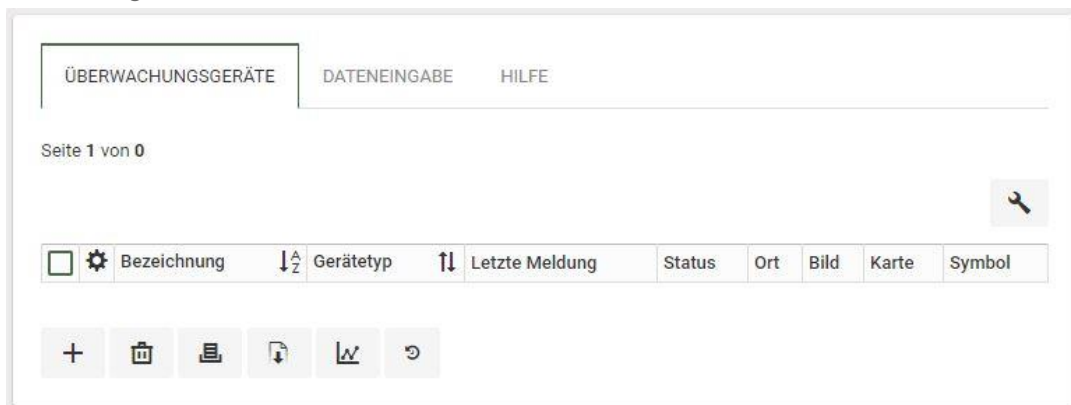 ÜBERWACHUNGSGERÄTE DATENEINGABE HILFE
Seite 1 von 0
Bezeichnung Gerätetyp Letzte Meldung Status Ort Bild Karte Symbol